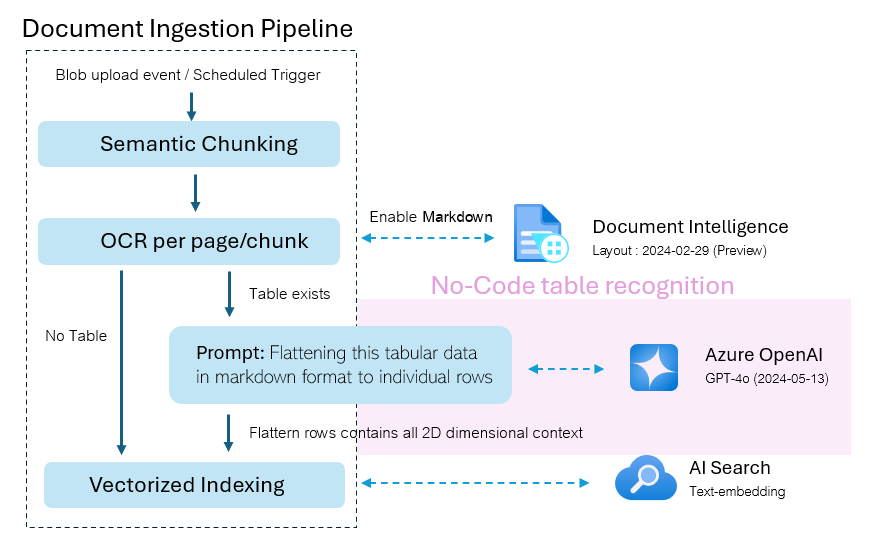 Document Ingestion Pipeline
Blob upload event / Scheduled Trigger
Semantic Chunking
OCR per page/chunk
Enable Markdown
Document Intelligence
Layout : 2024-02-29 (Preview)
No-Code table recognition
Table exists
No Table
Prompt: Flattening this tabular data
in markdown format to individual rows
Azure OpenAI
GPT-4o (2024-05-13)
Flattern rows contains all 2D dimensional context
Vectorized Indexing
AI Search
Text-embedding